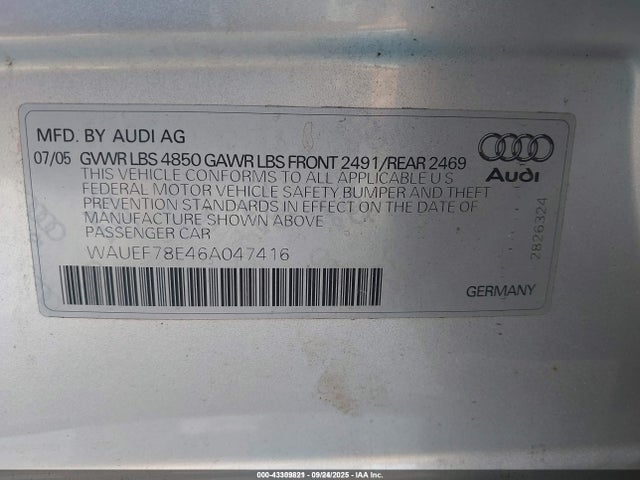 MFD. BY AUDI AG
07/05 GVWR LBS 4850 GAWR LBS FRONT 2491/REAR 2469
THIS VEHICLE CONFORMS TO ALL APPLICABLE U S
FEDERAL MOTOR VEHICLE SAFETY BUMPER AND THEFT
PREVENTION STANDARDS IN EFFECT ON THE DATE OF
MANUFACTURE SHOWN ABOVE
PASSENGER CAR
WAUEF78E46A047416
Audi
2826324
GERMANY
000-43309821 - 09/24/2025 - IAA Inc.